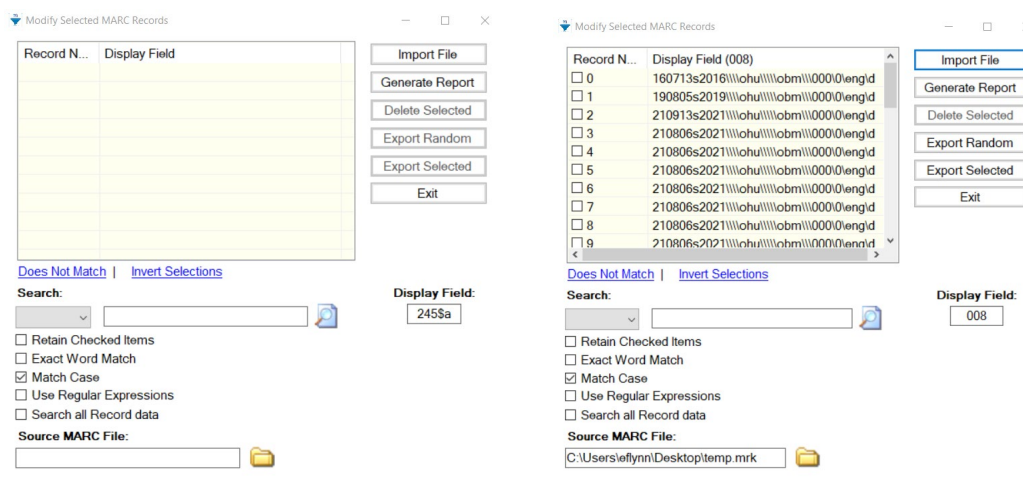 Modify Selected MARC Records
Record N... Display Field
Import File
Generate Report
Delete Selected
Export Random
Export Selected
Exit
Does Not Match | Invert Selections
Search:
Display Field:
245$a
Retain Checked Items
Exact Word Match
Match Case
Use Regular Expressions
Search all Record data
Source MARC File:
Modify Selected MARC Records
Record N... Display Field (008)
0 160713s2016\\\\ohu\\\\\obm\\\000\0\eng\d
1 190805s2019\\\\ohu\\\\\obm\\\000\0\eng\d
2 210913s2021\\\\ohu\\\\\obm\\\000\0\eng\d
3 210806s2021\\\\ohu\\\\\obm\\\000\0\eng\d
4 210806s2021\\\\ohu\\\\\obm\\\000\0\eng\d
5 210806s2021\\\\ohu\\\\\obm\\\000\0\eng\d
6 210806s2021\\\\ohu\\\\\obm\\\000\0\eng\d
7 210806s2021\\\\ohu\\\\\obm\\\000\0\eng\d
8 210806s2021\\\\ohu\\\\\obm\\\000\0\eng\d
9 210806s2021\\\\ohu\\\\\obm\\\000\0\eng\d
Import File
Generate Report
Delete Selected
Export Random
Export Selected
Exit
Does Not Match | Invert Selections
Search:
Display Field:
008
Retain Checked Items
Exact Word Match
Match Case
Use Regular Expressions
Search all Record data
Source MARC File:
C:\Users\eflynn\Desktop\temp.mrk